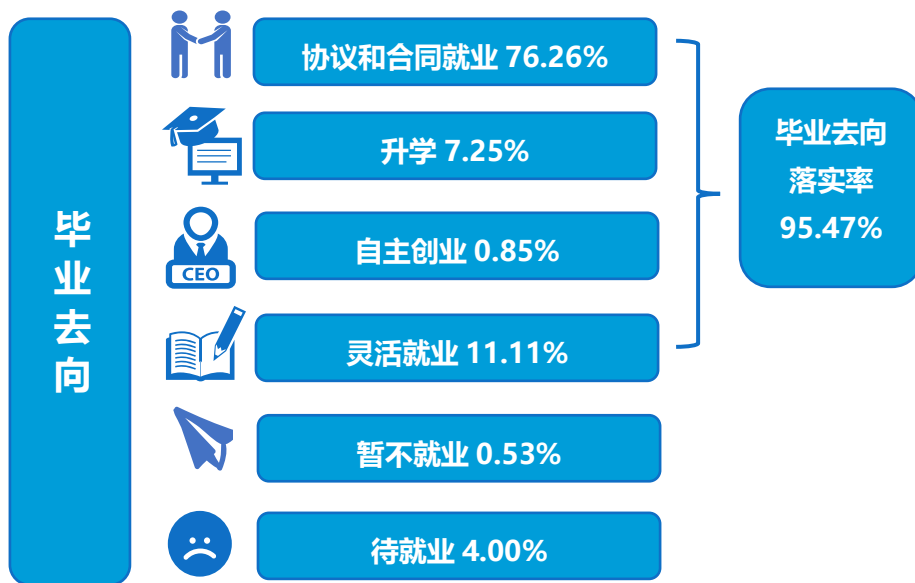 毕业去向
协议和合同就业 76.26%
升学 7.25%
CEO
自主创业 0.85%
灵活就业 11.11%
暂不就业 0.53%
待就业 4.00%
毕业去向
落实率
95.47%